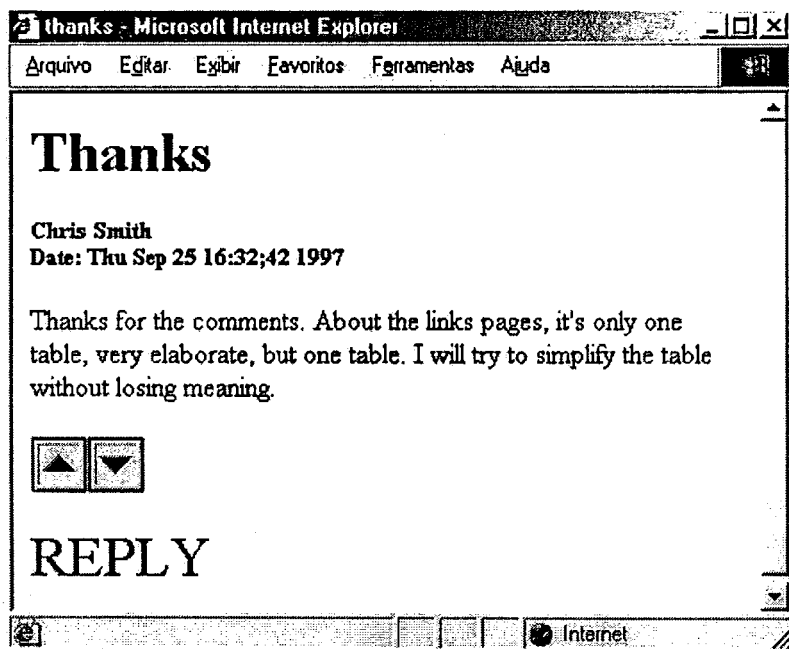 thanks - Microsoft Internet Explorer
Arquivo Editar Exibir Favoritos Ferramentas Ajuda
Thanks
Chris Smith
Date: Thu Sep 25 16:32;42 1997
Thanks for the comments. About the links pages, it's only one
table, very elaborate, but one table. I will try to simplify the table
without losing meaning.
REPLY
Internet